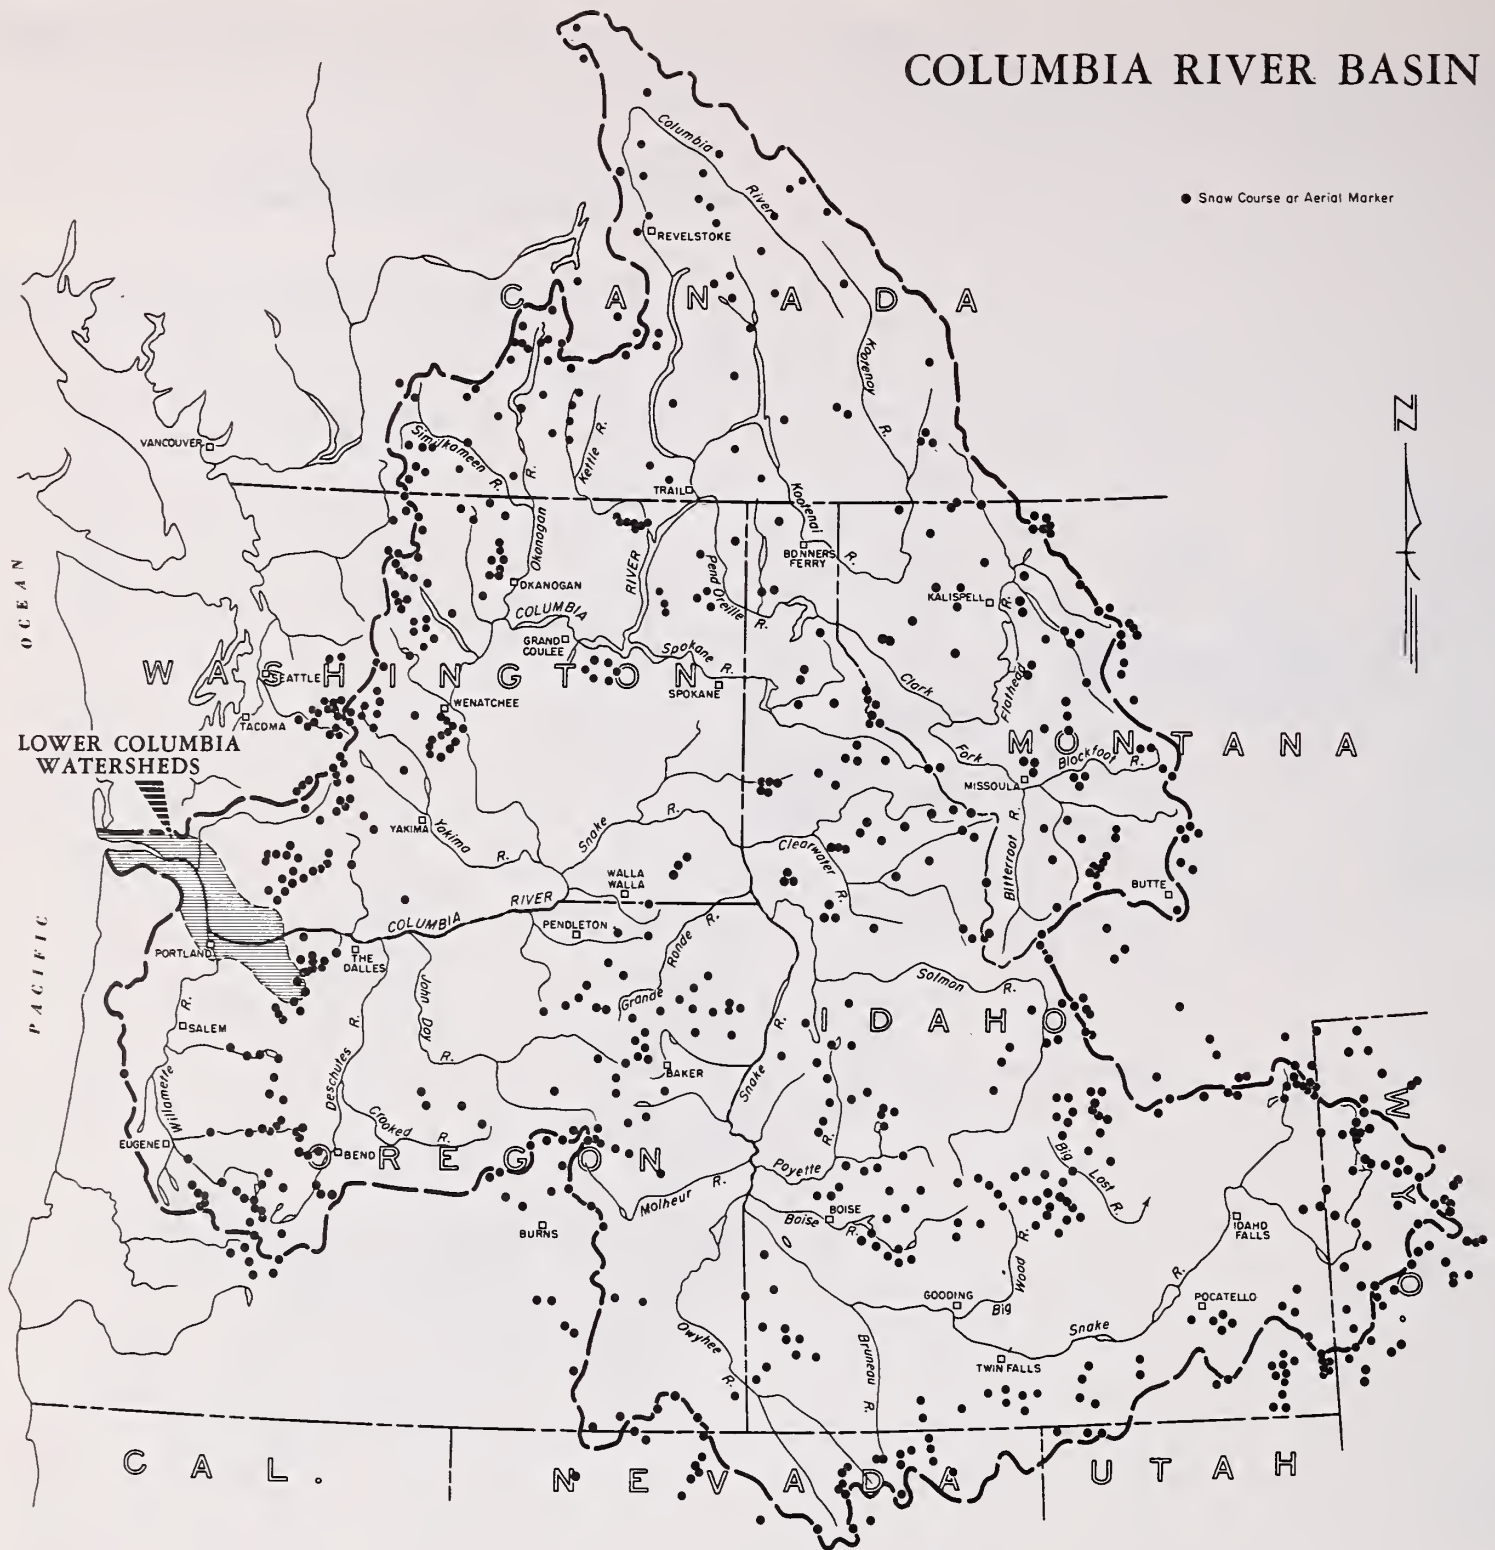 COLUMBIA RIVER BASIN
● Snow Course or Aerial Marker
Columbia
River
REVELSTOKE
CANADA
Kootenay
R.
VANCOUVER
Similkameen
R.
R.
Kettle R.
TRAIL
Kootenai
R.
Okanogan
RIVER
Pend Oreille
R.
BONNERS
FERRY
OCEAN
OKANOGAN
COLUMBIA
KALISPELL
R.
GRAND
COULEE
Spokane
R.
WASHINGTON
SEATTLE
SPOKANE
Clark
Flathead
WENATCHEE
TACOMA
LOWER COLUMBIA
WATERSHEDS
Fork
MONTANA
Blackfoot R.
MISSOULA
YAKIMA
Yakima
R.
Snake
R.
Clearwater
R.
Bitterroot R.
WALLA
WALLA
BUTTE
RIVER
COLUMBIA
PENDLETON
PACIFIC
PORTLAND
THE
DALLES
Ronde
R.
Grande
Salmon
R.
John Day
R.
R.
SALEM
IDAHO
Snake
R.
BAKER
Willamette
Deschutes
R.
WYO.
Crooked
R.
EUGENE
BEND
OREGON
Payette
R.
Big
Lost
R.
Malheur
R.
Boise
R.
BOISE
IDAHO
FALLS
BURNS
Big
Wood
R.
GOODING
POCATELLO
Snake
R.
Owyhee
R.
Bruneau
R.
TWIN FALLS
CAL.
NEVADA
UTAH